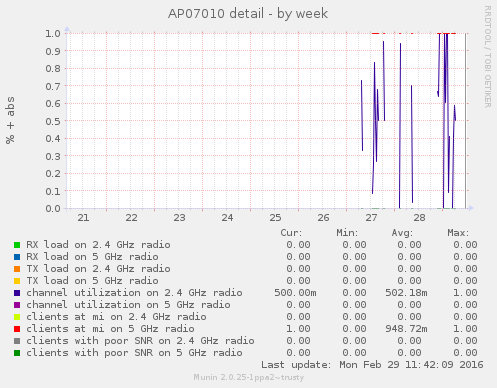 AP07010 detail - by week
RRDTOOL / TOBI OETIKER
% + abs
1.0
0.9
0.8
0.7
0.6
0.5
0.4
0.3
0.2
0.1
0.0
21 22 23 24 25 26 27 28
Cur: Min: Avg: Max:
RX load on 2.4 GHz radio 0.00 0.00 0.00 0.00
RX load on 5 GHz radio 0.00 0.00 0.00 0.00
TX load on 2.4 GHz radio 0.00 0.00 0.00 0.00
TX load on 5 GHz radio 0.00 0.00 0.00 0.00
channel utilization on 2.4 GHz radio 500.00m 0.00 502.18m 1.00
channel utilization on 5 GHz radio 0.00 0.00 0.00 0.00
clients at mi on 2.4 GHz radio 0.00 0.00 0.00 0.00
clients at mi on 5 GHz radio 1.00 0.00 948.72m 1.00
clients with poor SNR on 2.4 GHz radio 0.00 0.00 0.00 0.00
clients with poor SNR on 5 GHz radio 0.00 0.00 0.00 0.00
Last update: Mon Feb 29 11:42:09 2016
Munin 2.0.25-1ppa2~trusty